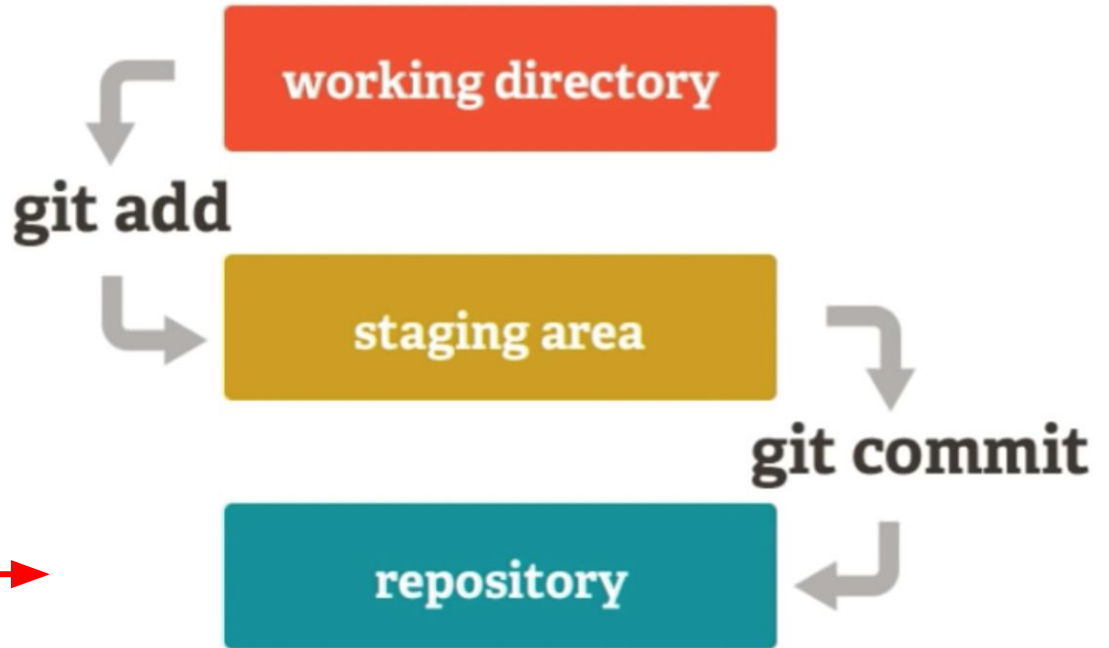 working directory
git add
staging area
git commit
repository